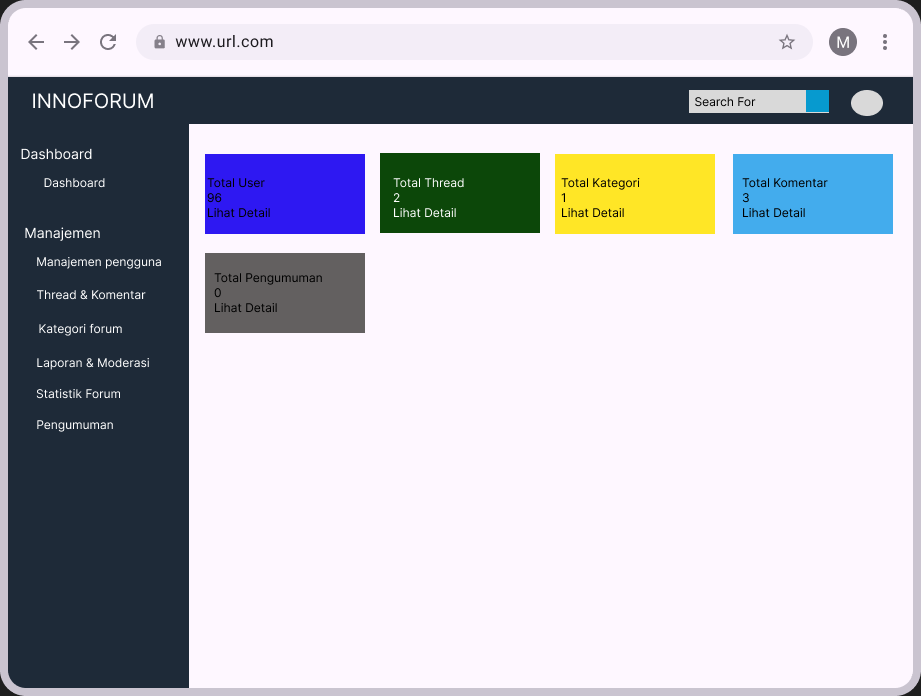 www.url.com
M
INNOFORUM
Search For
Dashboard
Dashboard
Manajemen
Manajemen pengguna
Thread & Komentar
Kategori forum
Laporan & Moderasi
Statistik Forum
Pengumuman
Total User
96
Lihat Detail
Total Thread
2
Lihat Detail
Total Kategori
1
Lihat Detail
Total Komentar
3
Lihat Detail
Total Pengumuman
0
Lihat Detail